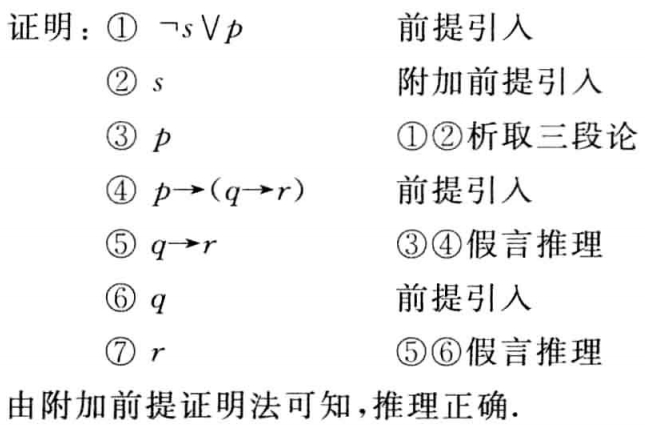 证明：① ¬s∨p 前提引入
② s 附加前提引入
③ p ①②析取三段论
④ p→(q→r) 前提引入
⑤ q→r ③④假言推理
⑥ q 前提引入
⑦ r ⑤⑥假言推理
由附加前提证明法可知,推理正确.